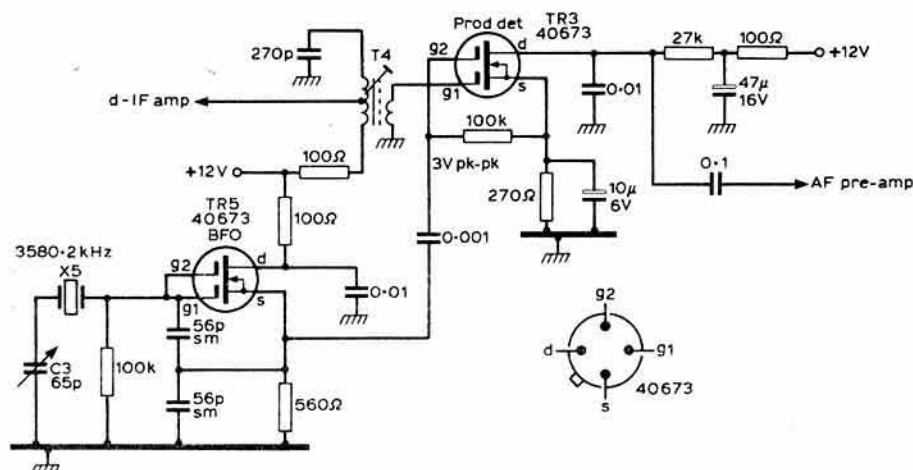 Prod det
TR3
40673
g2
d
g1
s
270p
T4
d-IF amp
27k
100Ω
+12V
0·01
47μ
16V
100k
3V pk-pk
0·1
AF pre-amp
100Ω
+12V
270Ω
10μ
6V
TR5
40673
BFO
100Ω
0·001
3580·2kHz
X5
g2
d
g1
s
0·01
56p
sm
C3
65p
100k
56p
sm
560Ω
g2
d
g1
s
40673